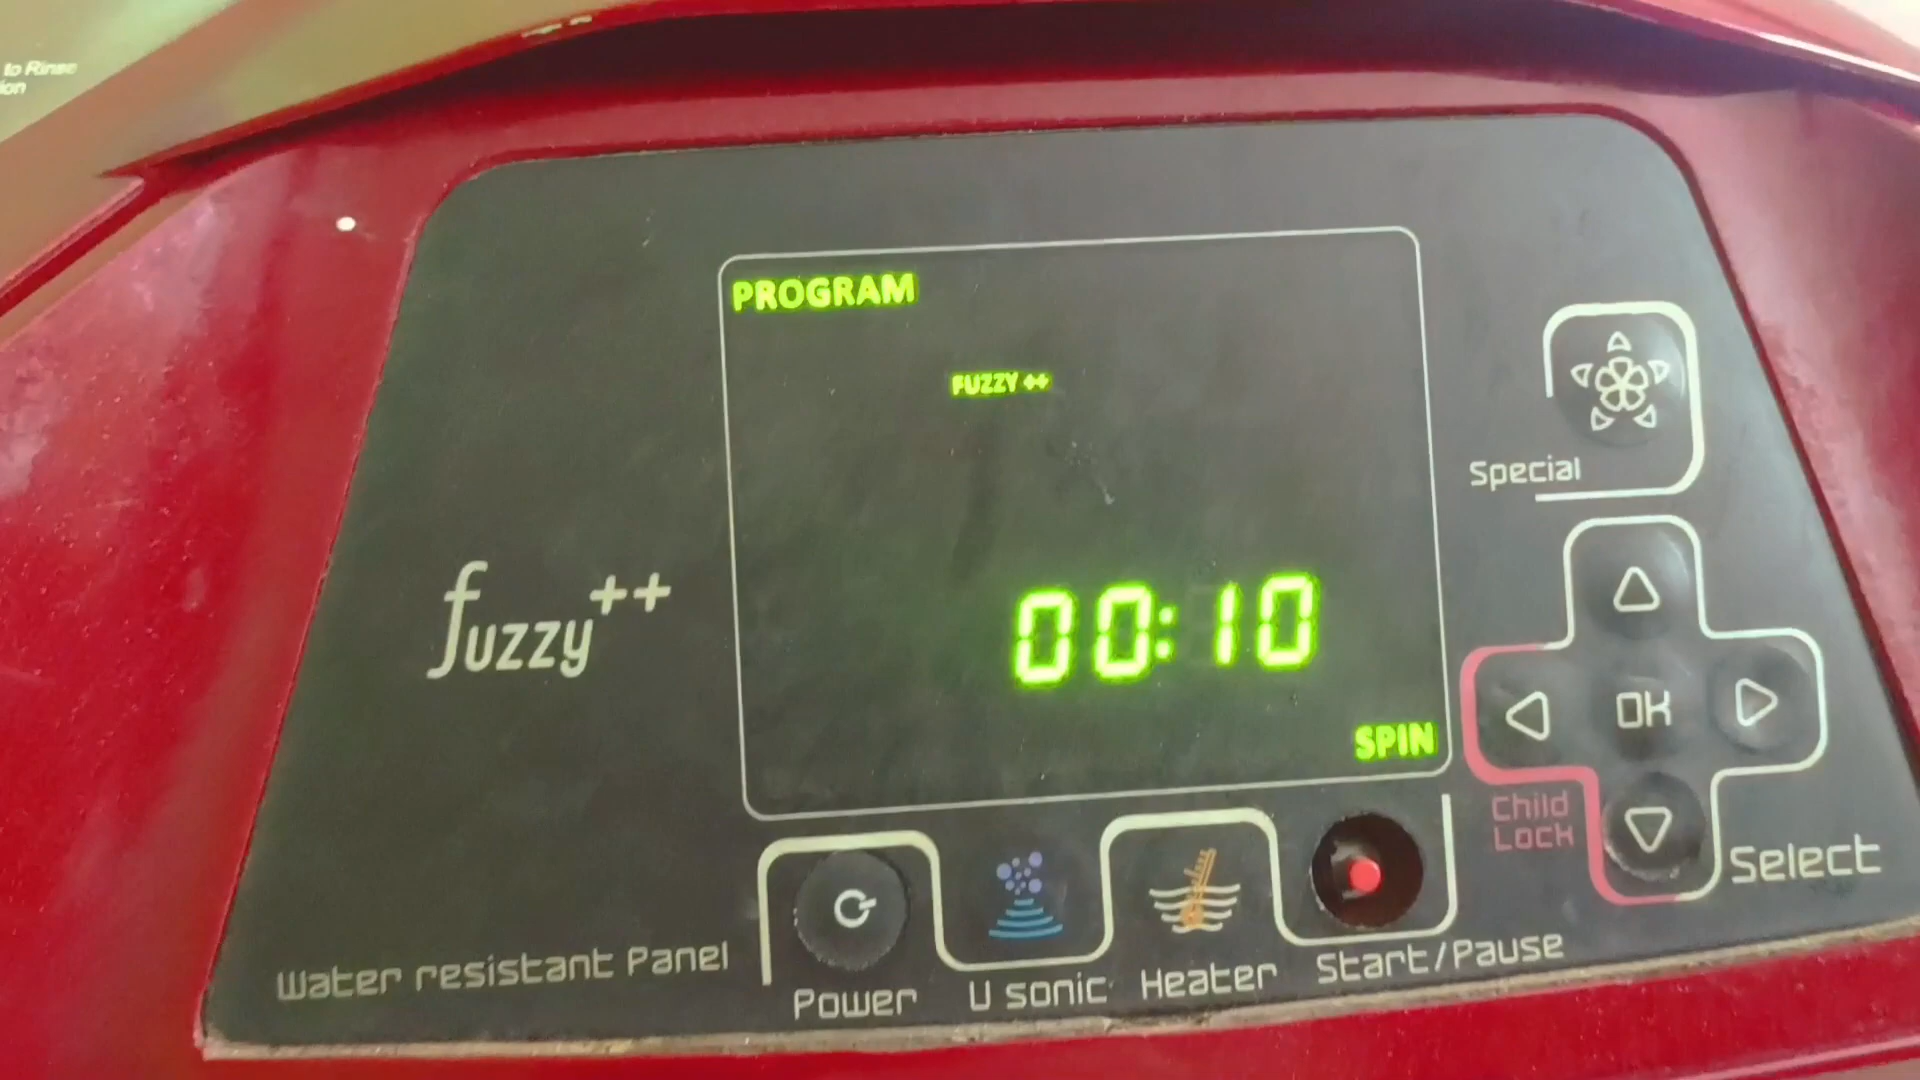 to Rinse
PROGRAM
FUZZY ++
fuzzy++
00:10
SPIN
Special
OK
Child
Lock
Select
Water resistant Panel
Power
U sonic
Heater
Start/Pause